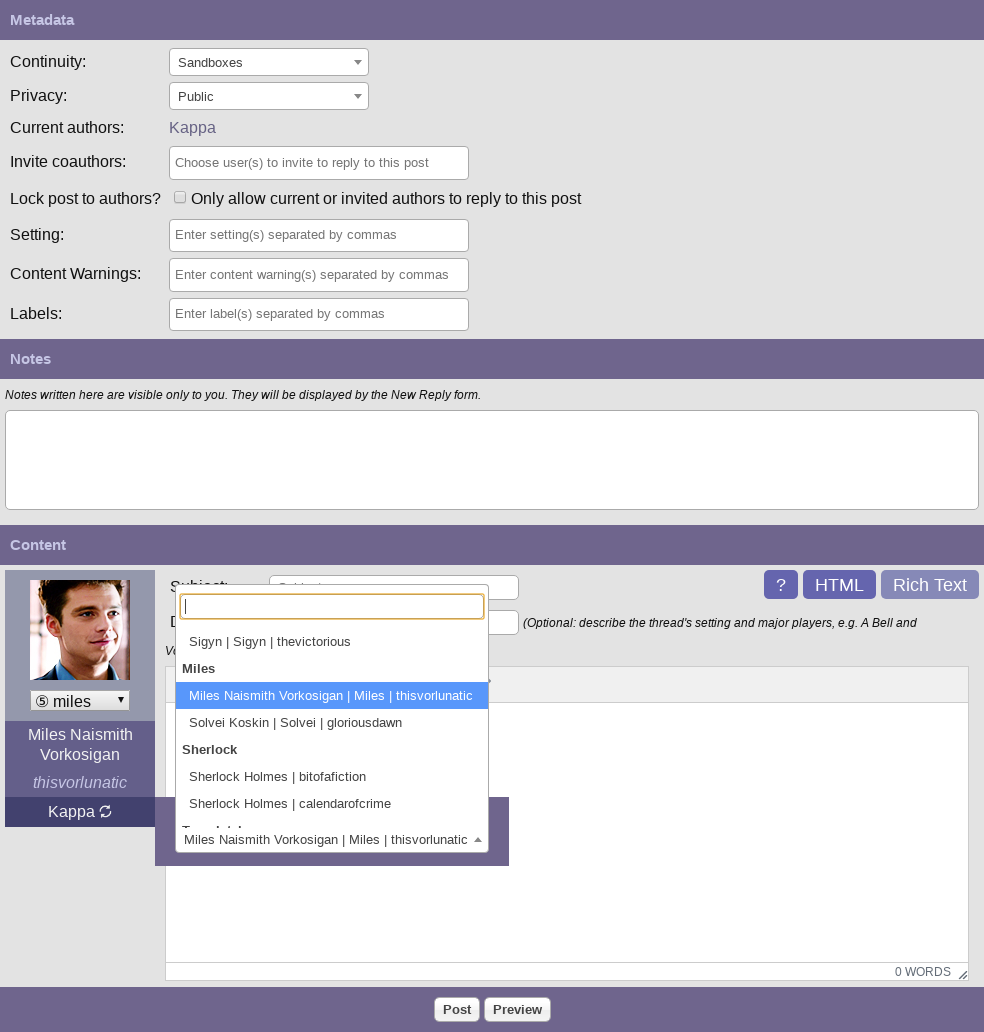 Metadata
Continuity:
Sandboxes
Privacy:
Public
Current authors:
Kappa
Invite coauthors:
Choose user(s) to invite to reply to this post
Lock post to authors?
Only allow current or invited authors to reply to this post
Setting:
Enter setting(s) separated by commas
Content Warnings:
Enter content warning(s) separated by commas
Labels:
Enter label(s) separated by commas
Notes
Notes written here are visible only to you. They will be displayed by the New Reply form.
Content
⑤ miles
Miles Naismith
Vorkosigan
thisvorlunatic
Kappa
? HTML Rich Text
(Optional: describe the thread's setting and major players, e.g. A Bell and
Sigyn | Sigyn | thevictorious
Miles
Miles Naismith Vorkosigan | Miles | thisvorlunatic
Solvei Koskin | Solvei | gloriousdawn
Sherlock
Sherlock Holmes | bitofafiction
Sherlock Holmes | calendarofcrime
Miles Naismith Vorkosigan | Miles | thisvorlunatic
0 WORDS
Post Preview